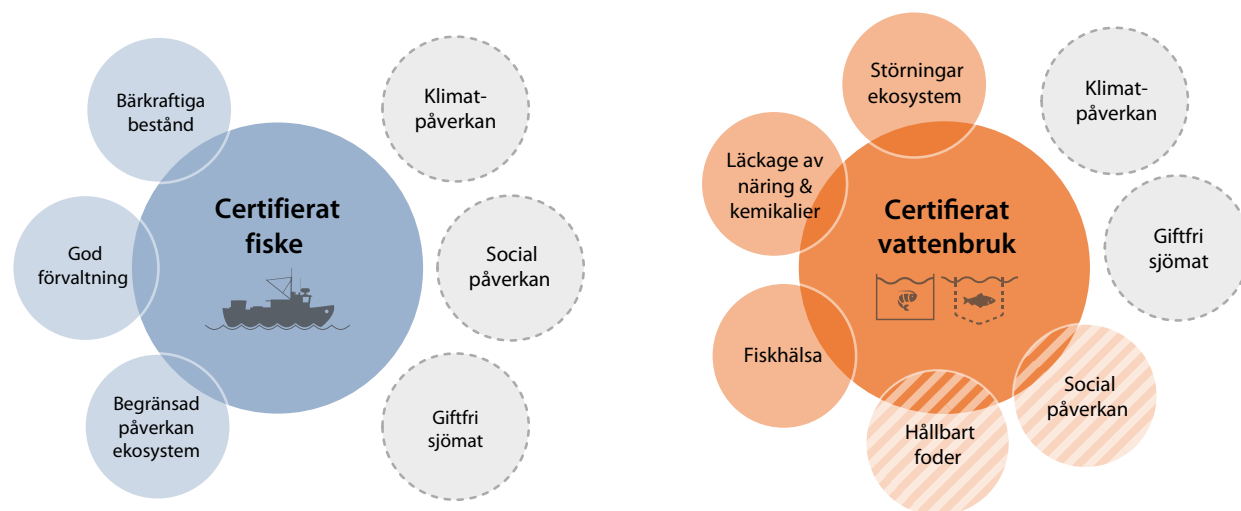 Bärkraftiga
bestånd
God
förvaltning
Begränsad
påverkan
ekosystem
Certifierat
fiske
Klimat-
påverkan
Social
påverkan
Giftfri
sjömat
Störningar
ekosystem
Läckage av
näring &
kemikalier
Fiskhälsa
Certifierat
vattenbruk
Hållbart
foder
Social
påverkan
Klimat-
påverkan
Giftfri
sjömat